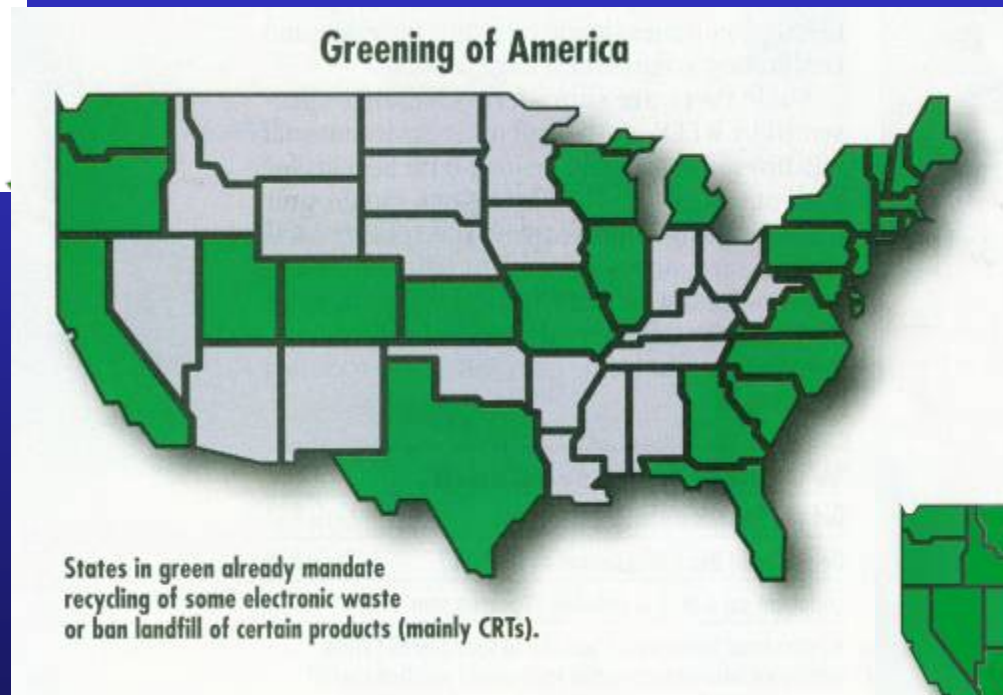 Greening of America
States in green already mandate
recycling of some electronic waste
or ban landfill of certain products (mainly CRTs).